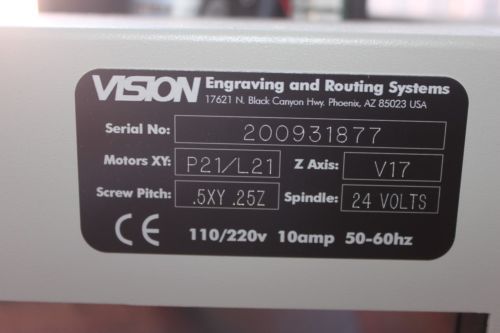 VISION Engraving and Routing Systems
17621 N. Black Canyon Hwy. Phoenix, AZ 85023 USA
Serial No: 200931877
Motors XY: P21/L21 Z Axis: V17
Screw Pitch: .5XY .25Z Spindle: 24 VOLTS
CE 110/220v 10amp 50-60hz